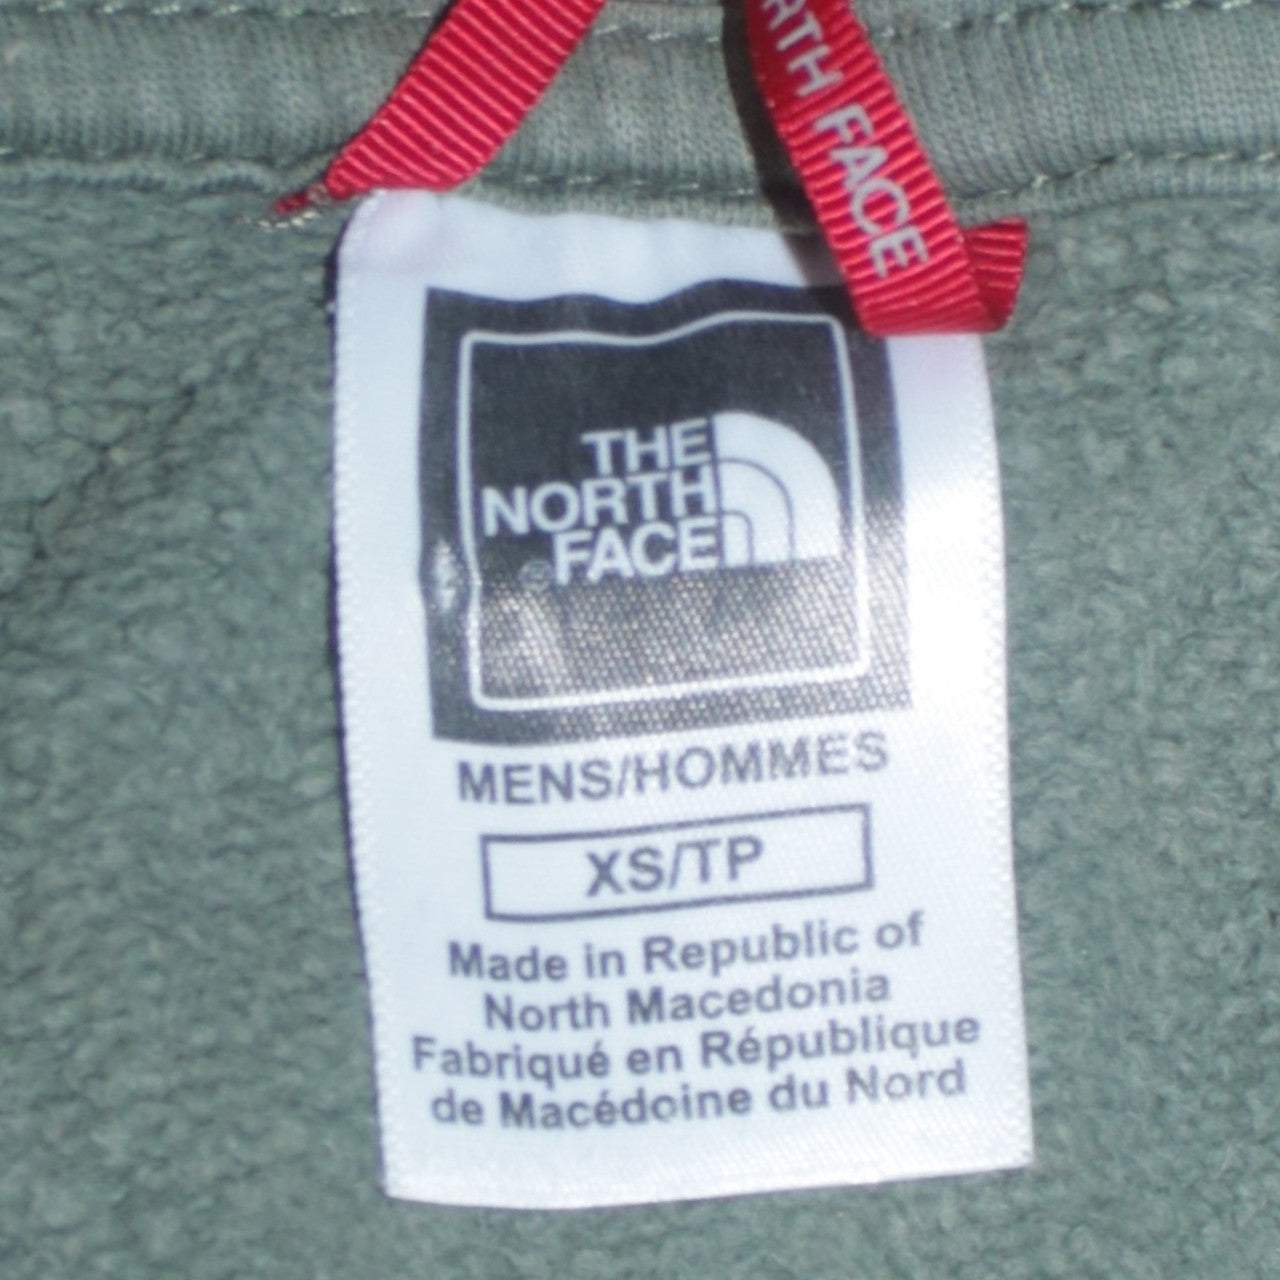 RTH FACE
THE
NORTH
FACE
MENS/HOMMES
XS/TP
Made in Republic of
North Macedonia
Fabriqué en République
de Macédoine du Nord